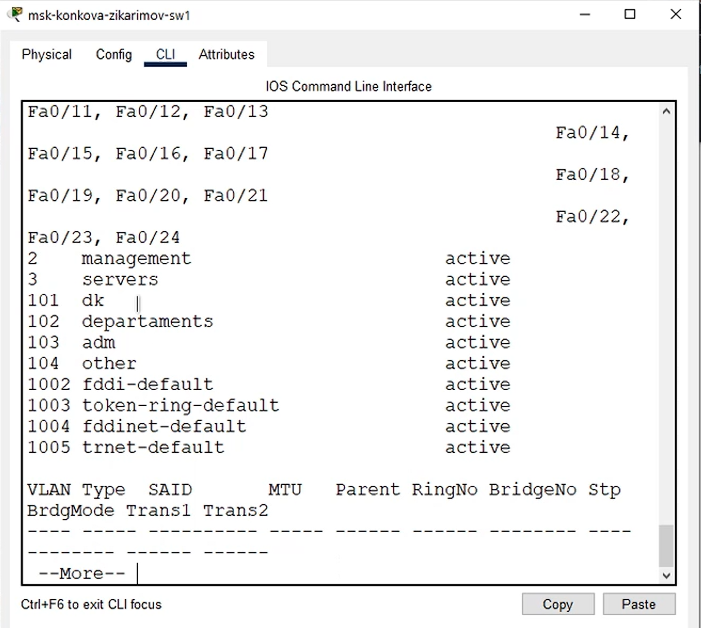 msk-konkova-zikarimov-sw1
Physical Config CLI Attributes
IOS Command Line Interface
Fa0/11, Fa0/12, Fa0/13
Fa0/14,
Fa0/15, Fa0/16, Fa0/17
Fa0/18,
Fa0/19, Fa0/20, Fa0/21
Fa0/22,
Fa0/23, Fa0/24
2 management active
3 servers active
101 dk active
102 departaments active
103 adm active
104 other active
1002 fddi-default active
1003 token-ring-default active
1004 fddinet-default active
1005 trnet-default active
VLAN Type SAID MTU Parent RingNo BridgeNo Stp
BrdgMode Trans1 Trans2
---- ----- ---------- ----- ------ ------ -------- ----
-------- ------ ------
--More--
Ctrl+F6 to exit CLI focus
Copy Paste